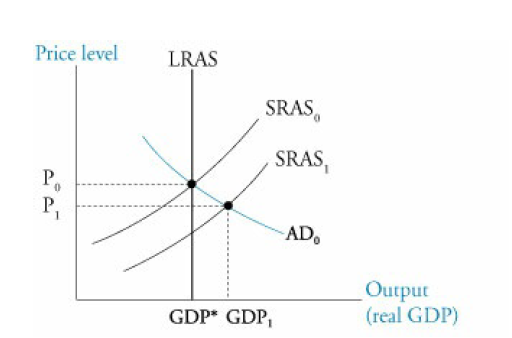 Price level
LRAS
SRAS₀
SRAS₁
P₀
P₁
AD₀
GDP* GDP₁
Output
(real GDP)